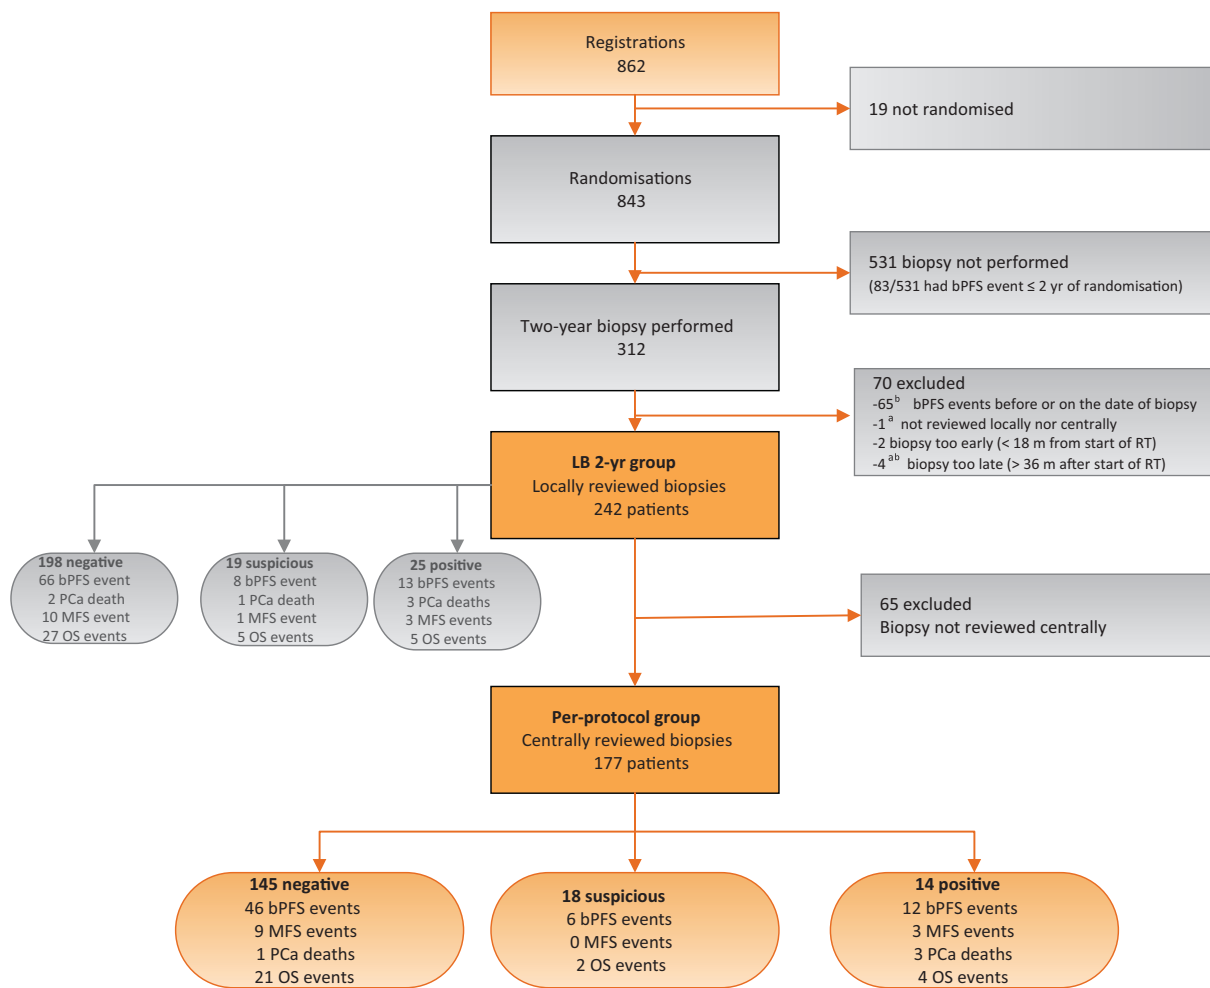 Registrations
862
19 not randomised
Randomisations
843
531 biopsy not performed
(83/531 had bPFS event ≤ 2 yr of randomisation)
Two-year biopsy performed
312
70 excluded
-65b bPFS events before or on the date of biopsy
-1a not reviewed locally nor centrally
-2 biopsy too early (< 18 m from start of RT)
-4ab biopsy too late (> 36 m after start of RT)
LB 2-yr group
Locally reviewed biopsies
242 patients
198 negative
66 bPFS event
2 PCa death
10 MFS event
27 OS events
19 suspicious
8 bPFS event
1 PCa death
1 MFS event
5 OS events
25 positive
13 bPFS events
3 PCa deaths
3 MFS events
5 OS events
65 excluded
Biopsy not reviewed centrally
Per-protocol group
Centrally reviewed biopsies
177 patients
145 negative
46 bPFS events
9 MFS events
1 PCa deaths
21 OS events
18 suspicious
6 bPFS events
0 MFS events
2 OS events
14 positive
12 bPFS events
3 MFS events
3 PCa deaths
4 OS events